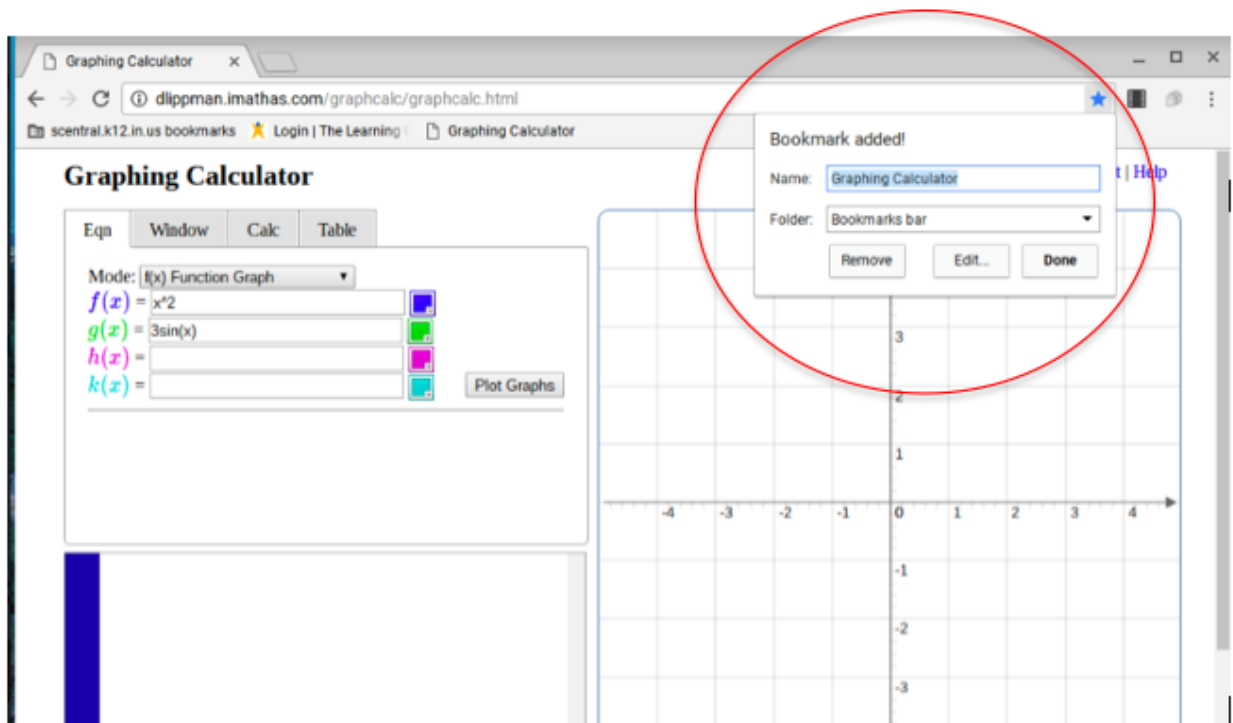 Graphing Calculator
dlippman.imathas.com/graphcalc/graphcalc.html
scentral.k12.in.us bookmarks Login | The Learning Graphing Calculator
Bookmark added!
Name: Graphing Calculator
Folder: Bookmarks bar
Remove Edit... Done
| Help
Graphing Calculator
Eqn Window Calc Table
Mode: f(x) Function Graph
f(x) = x^2
g(x) = 3sin(x)
h(x) =
k(x) =
Plot Graphs
3
2
1
-4 -3 -2 -1 0 1 2 3 4
-1
-2
-3